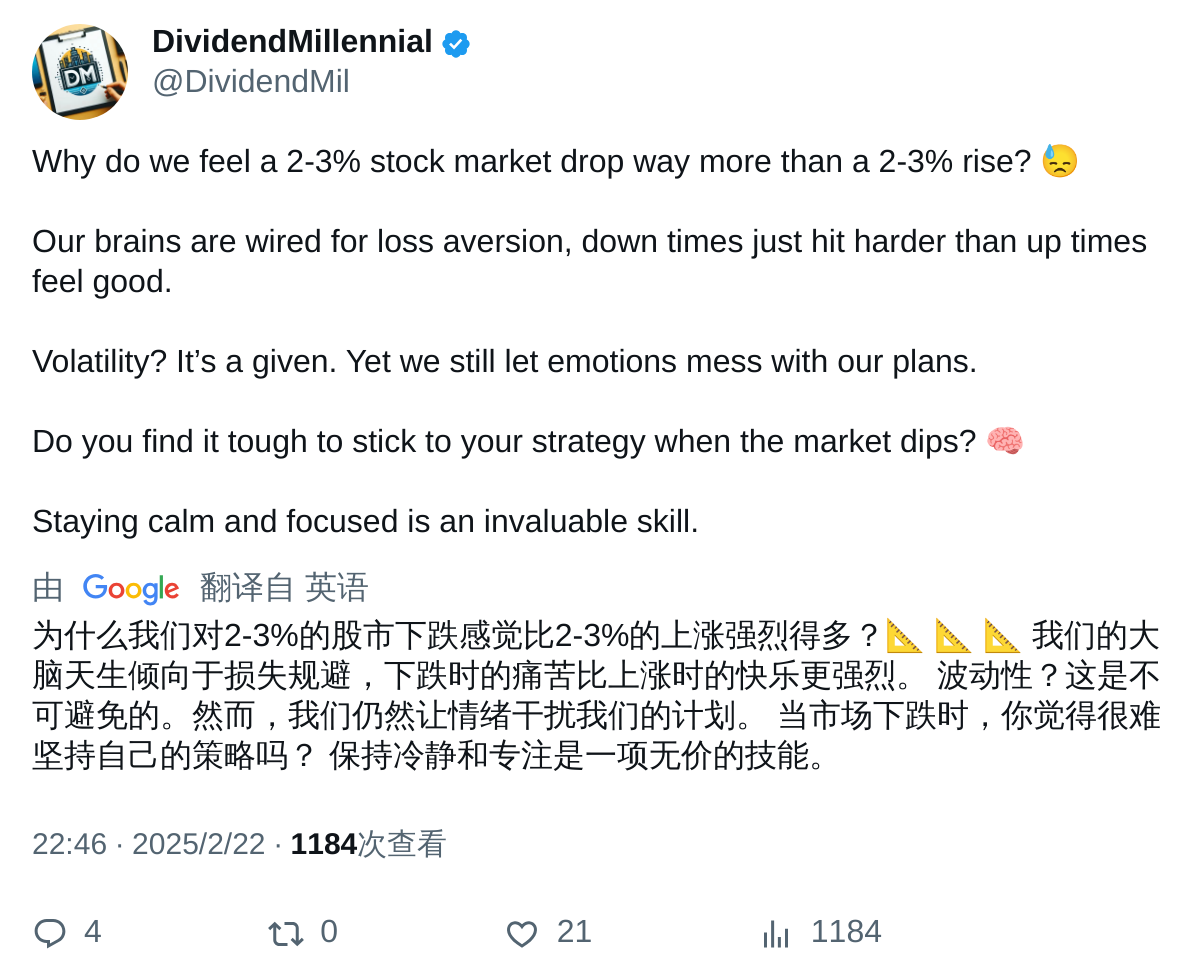 DM
DividendMillennial
@DividendMil
Why do we feel a 2-3% stock market drop way more than a 2-3% rise? 😓
Our brains are wired for loss aversion, down times just hit harder than up times
feel good.
Volatility? It’s a given. Yet we still let emotions mess with our plans.
Do you find it tough to stick to your strategy when the market dips? 🧠
Staying calm and focused is an invaluable skill.
由 Google 翻译自 英语
为什么我们对2-3%的股市下跌感觉比2-3%的上涨强烈得多？📐 📐 📐 我们的大
脑天生倾向于损失规避，下跌时的痛苦比上涨时的快乐更强烈。 波动性？这是不
可避免的。然而，我们仍然让情绪干扰我们的计划。 当市场下跌时，你觉得很难
坚持自己的策略吗？ 保持冷静和专注是一项无价的技能。
22:46 · 2025/2/22 · 1184次查看
4 0 21 1184